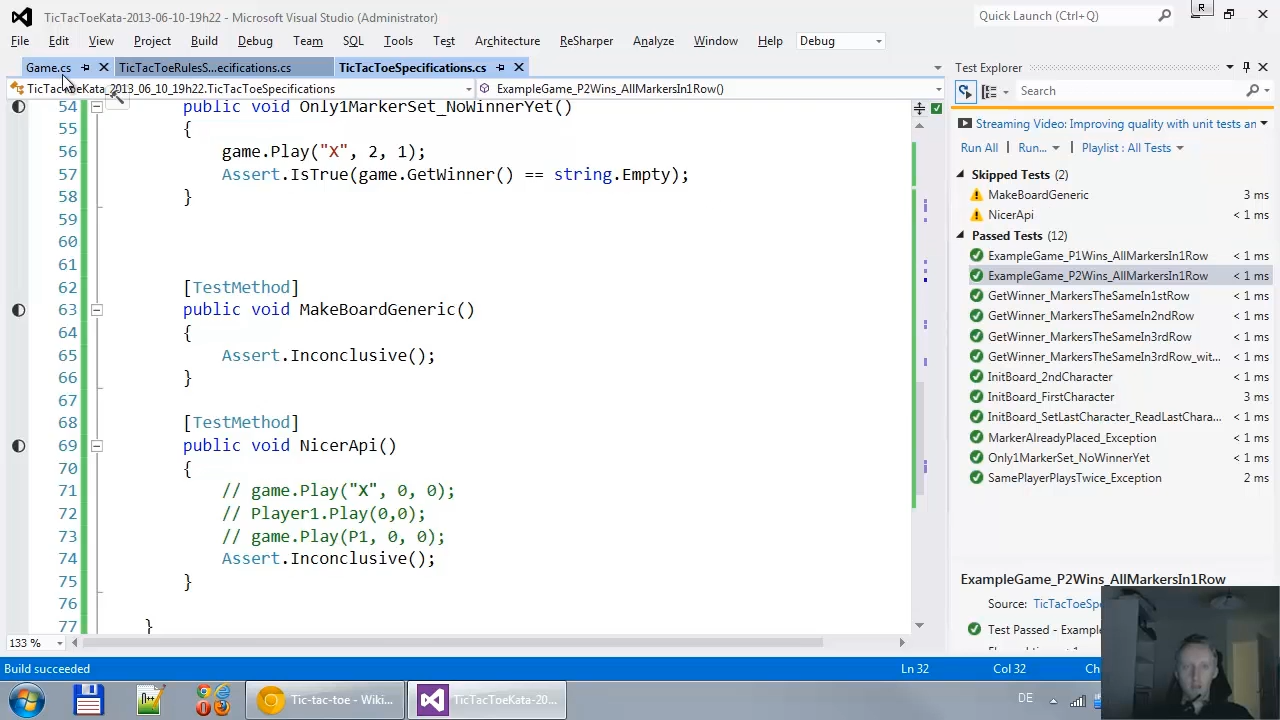 TicTacToeKata-2013-06-10-19h22 - Microsoft Visual Studio (Administrator)
Quick Launch (Ctrl+Q)
R
File Edit View Project Build Debug Team SQL Tools Test Architecture ReSharper Analyze Window Help Debug
Game.cs TicTacToeRulesS...ecifications.cs TicTacToeSpecifications.cs
TicTacToeKata_2013_06_10_19h22.TicTacToeSpecifications ExampleGame_P2Wins_AllMarkersIn1Row()
54 public void Only1MarkerSet_NoWinnerYet()
55 {
56 game.Play("X", 2, 1);
57 Assert.IsTrue(game.GetWinner() == string.Empty);
58 }
59
60
61
62 [TestMethod]
63 public void MakeBoardGeneric()
64 {
65 Assert.Inconclusive();
66 }
67
68 [TestMethod]
69 public void NicerApi()
70 {
71 // game.Play("X", 0, 0);
72 // Player1.Play(0,0);
73 // game.Play(P1, 0, 0);
74 Assert.Inconclusive();
75 }
76
77 }
133 %
Test Explorer
Search
Streaming Video: Improving quality with unit tests an
Run All Run... Playlist : All Tests
Skipped Tests (2)
MakeBoardGeneric 3 ms
NicerApi < 1 ms
Passed Tests (12)
ExampleGame_P1Wins_AllMarkersIn1Row < 1 ms
ExampleGame_P2Wins_AllMarkersIn1Row < 1 ms
GetWinner_MarkersTheSameIn1stRow < 1 ms
GetWinner_MarkersTheSameIn2ndRow < 1 ms
GetWinner_MarkersTheSameIn3rdRow < 1 ms
GetWinner_MarkersTheSameIn3rdRow_wit... < 1 ms
InitBoard_2ndCharacter < 1 ms
InitBoard_FirstCharacter 3 ms
InitBoard_SetLastCharacter_ReadLastChara... < 1 ms
MarkerAlreadyPlaced_Exception < 1 ms
Only1MarkerSet_NoWinnerYet < 1 ms
SamePlayerPlaysTwice_Exception 2 ms
ExampleGame_P2Wins_AllMarkersIn1Row
Source: TicTacToeSpe
Test Passed - Example
Build succeeded Ln 32 Col 32 Ch
Tic-tac-toe - Wiki... TicTacToeKata-20... DE